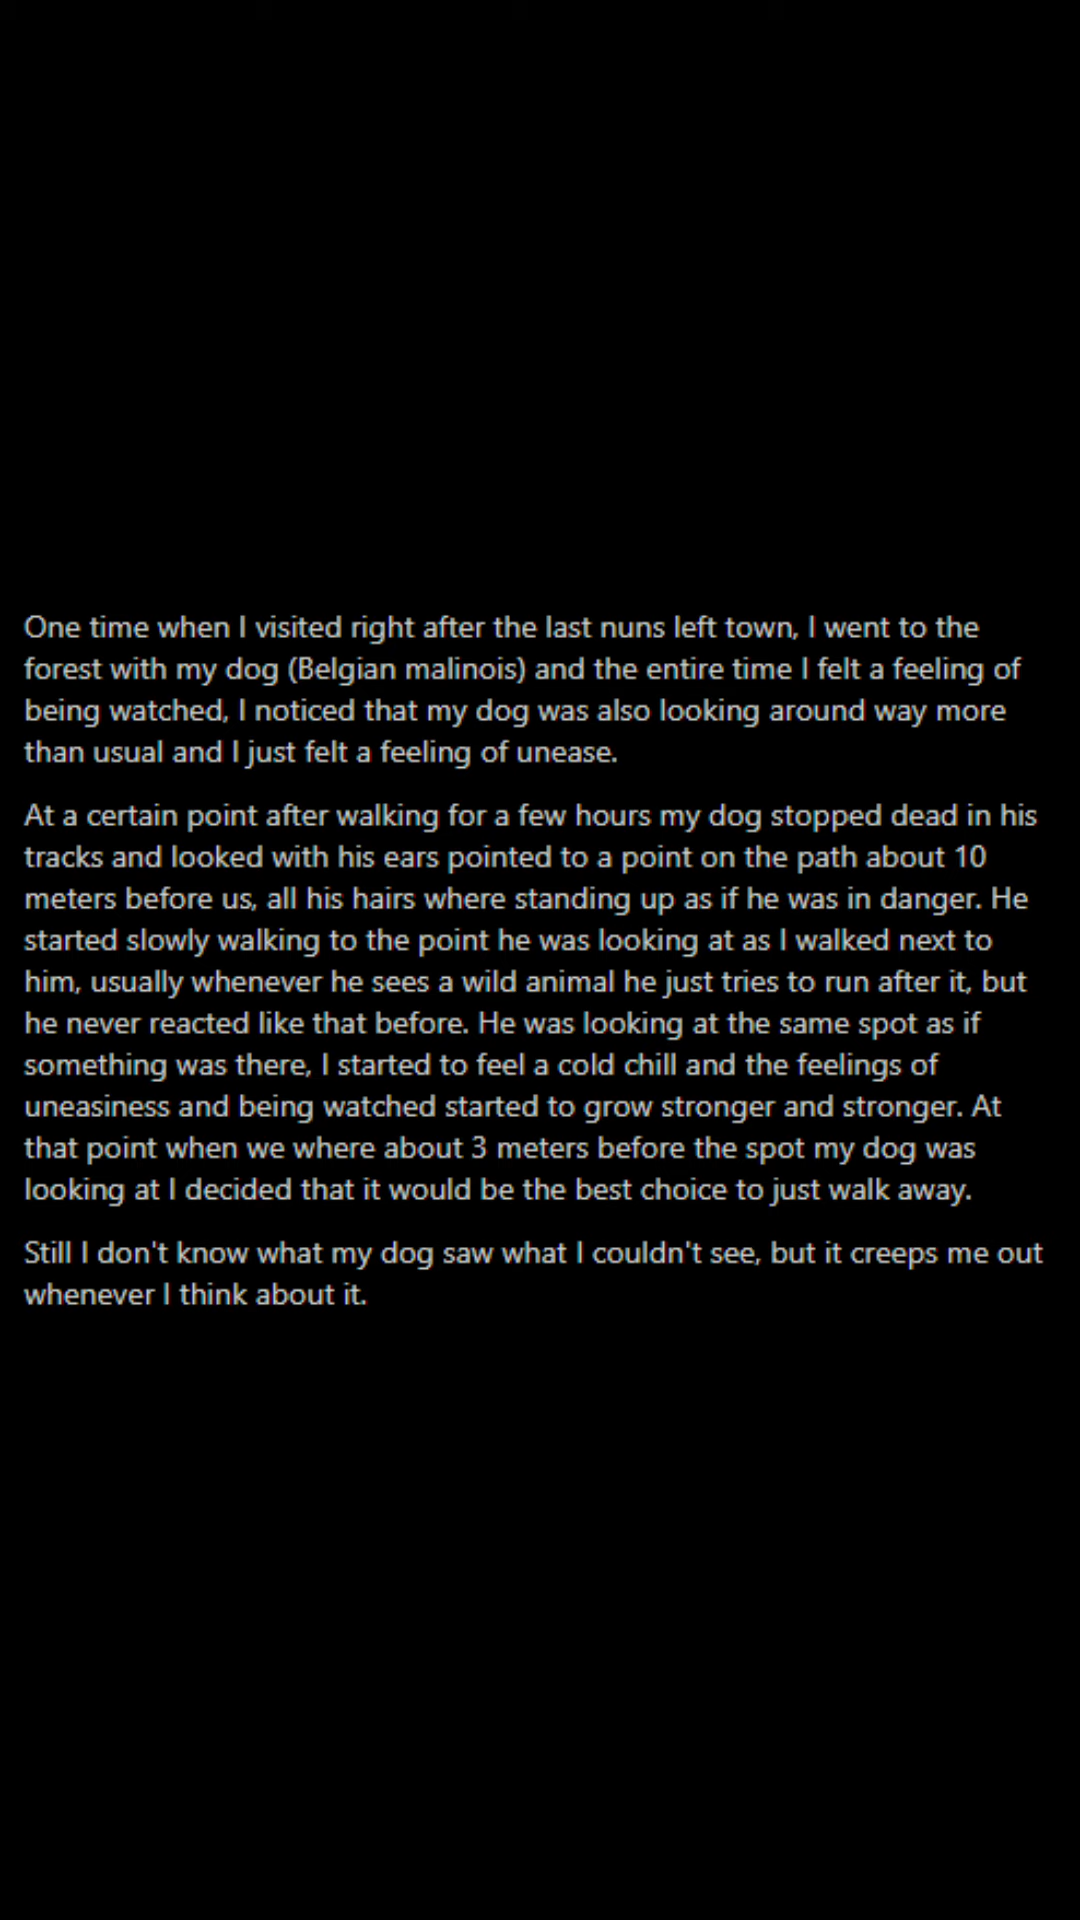 One time when I visited right after the last nuns left town, I went to the
forest with my dog (Belgian malinois) and the entire time I felt a feeling of
being watched, I noticed that my dog was also looking around way more
than usual and I just felt a feeling of unease.
At a certain point after walking for a few hours my dog stopped dead in his
tracks and looked with his ears pointed to a point on the path about 10
meters before us, all his hairs where standing up as if he was in danger. He
started slowly walking to the point he was looking at as I walked next to
him, usually whenever he sees a wild animal he just tries to run after it, but
he never reacted like that before. He was looking at the same spot as if
something was there, I started to feel a cold chill and the feelings of
uneasiness and being watched started to grow stronger and stronger. At
that point when we where about 3 meters before the spot my dog was
looking at I decided that it would be the best choice to just walk away.
Still I don't know what my dog saw what I couldn't see, but it creeps me out
whenever I think about it.